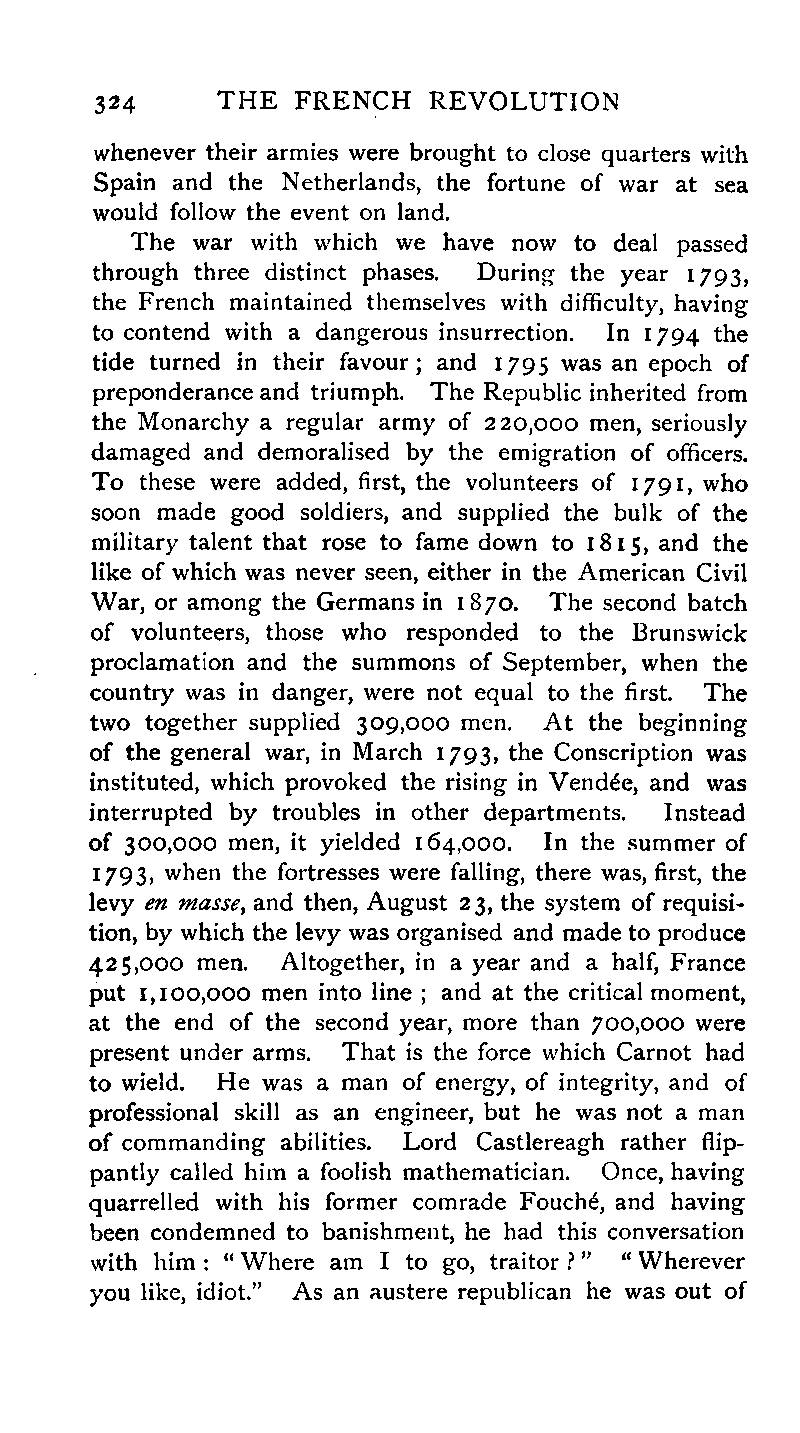 324 THE FRENCH REVOLUTION
whenever their armies were brought to close quarters with
Spain and the Netherlands, the fortune of war at sea
would follow the event on land.
The war with which we have now to deal passed
through three distinct phases. During the year 1793,
the French maintained themselves with difficulty, having
to contend with a dangerous insurrection. In 1794 the
tide turned in their favour; and 1795 was an epoch of
preponderance and triumph. The Republic inherited from
the Monarchy a regular army of 220,000 men, seriously
damaged and demoralised by the emigration of officers.
To these were added, first, the volunteers of 1791, who
soon made good soldiers, and supplied the bulk of the
military talent that rose to fame down to 1815, and the
like of which was never seen, either in the American Civil
War, or among the Germans in 1870. The second batch
of volunteers, those who responded to the Brunswick
proclamation and the summons of September, when the
country was in danger, were not equal to the first. The
two together supplied 309,000 men. At the beginning
of the general war, in March 1793, the Conscription was
instituted, which provoked the rising in Vendée, and was
interrupted by troubles in other departments. Instead
of 300,000 men, it yielded 164,000. In the summer of
1793, when the fortresses were falling, there was, first, the
levy en masse, and then, August 23, the system of requisi-
tion, by which the levy was organised and made to produce
425,000 men. Altogether, in a year and a half, France
put 1,100,000 men into line; and at the critical moment,
at the end of the second year, more than 700,000 were
present under arms. That is the force which Carnot had
to wield. He was a man of energy, of integrity, and of
professional skill as an engineer, but he was not a man
of commanding abilities. Lord Castlereagh rather flip-
pantly called him a foolish mathematician. Once, having
quarrelled with his former comrade Fouché, and having
been condemned to banishment, he had this conversation
with him: "Where am I to go, traitor?" "Wherever
you like, idiot." As an austere republican he was out of